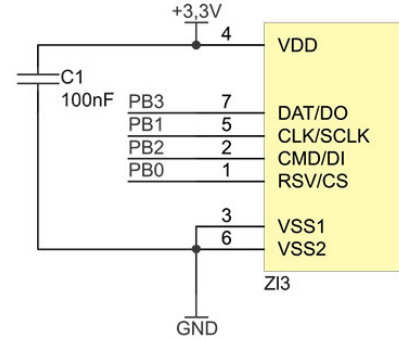 +3,3V
4 VDD
C1
100nF
PB3 7 DAT/DO
PB1 5 CLK/SCLK
PB2 2 CMD/DI
PB0 1 RSV/CS
3 VSS1
6 VSS2
ZI3
GND